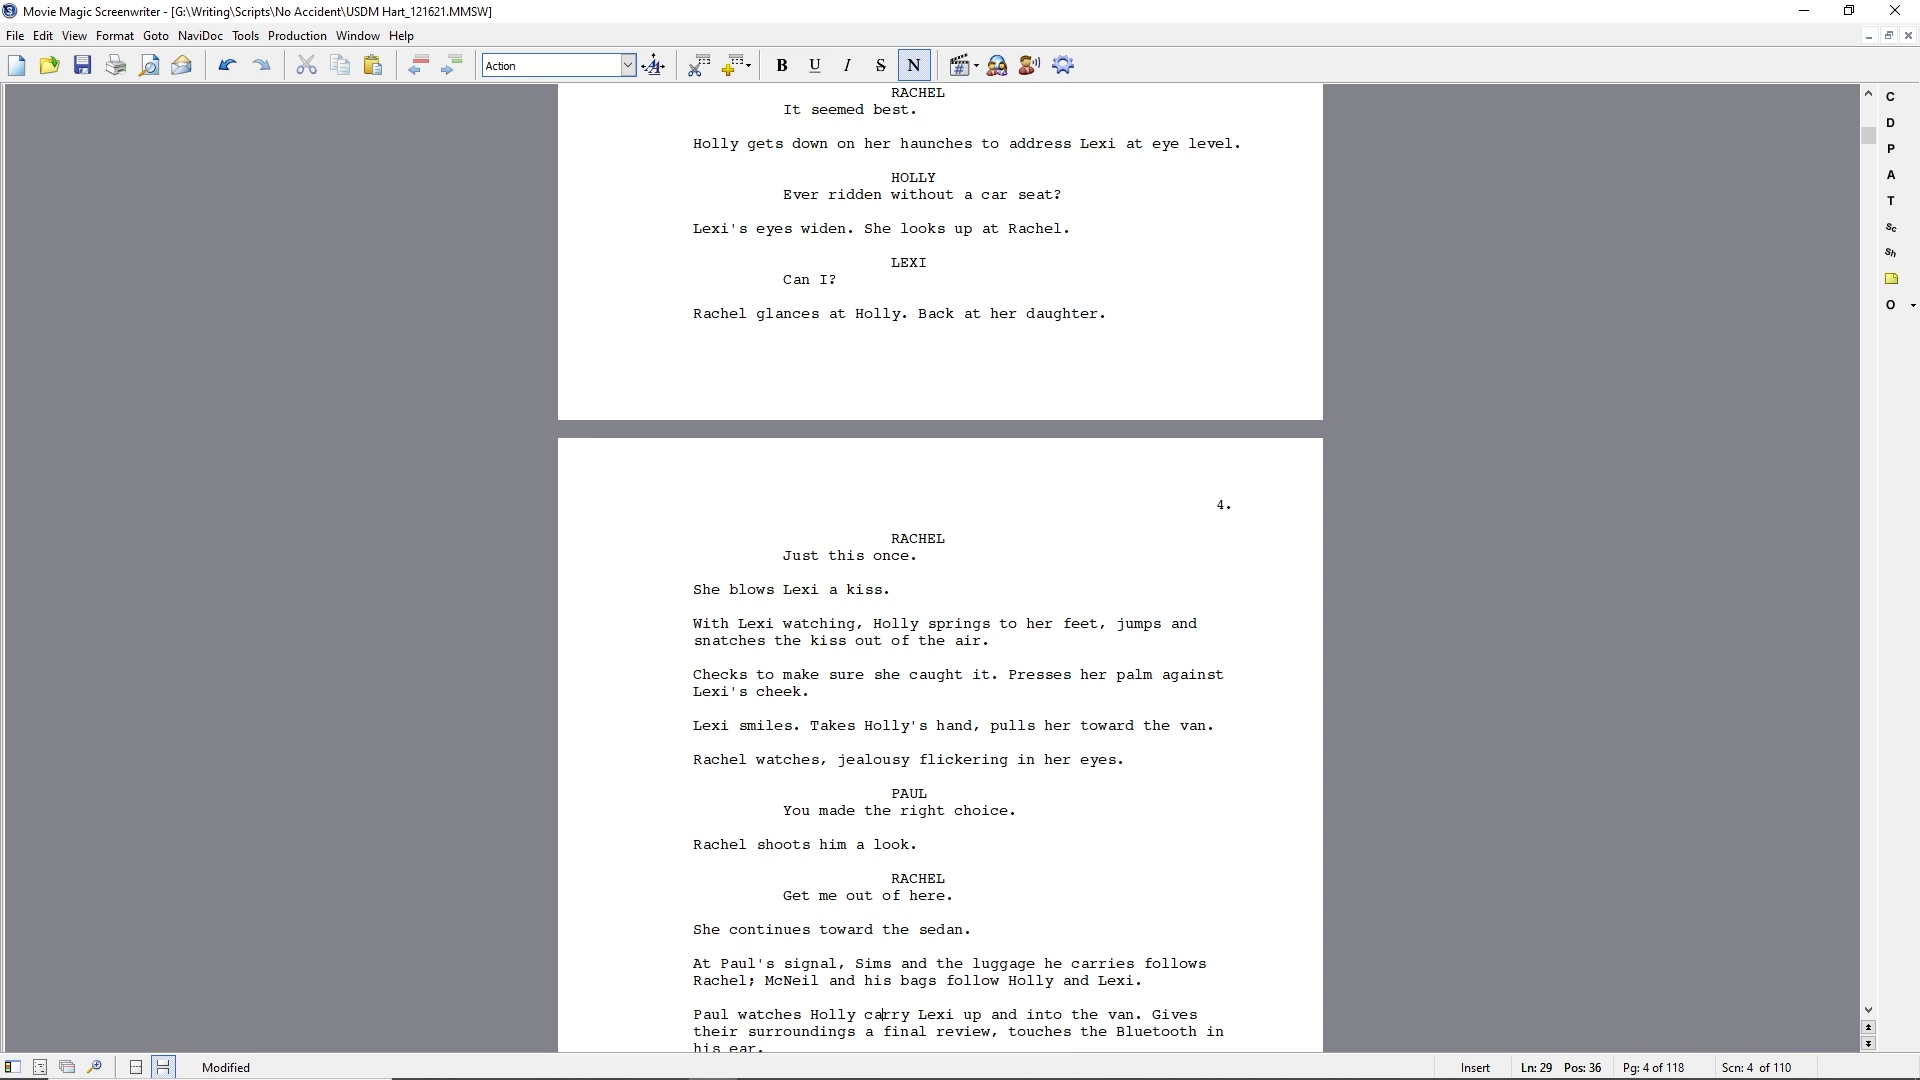 Movie Magic Screenwriter - [G:\Writing\Scripts\No Accident\USDM Hart_121621.MMSW]
File Edit View Format Goto NaviDoc Tools Production Window Help
Action
B U I S N
RACHEL
It seemed best.
Holly gets down on her haunches to address Lexi at eye level.
HOLLY
Ever ridden without a car seat?
Lexi's eyes widen. She looks up at Rachel.
LEXI
Can I?
Rachel glances at Holly. Back at her daughter.
4.
RACHEL
Just this once.
She blows Lexi a kiss.
With Lexi watching, Holly springs to her feet, jumps and
snatches the kiss out of the air.
Checks to make sure she caught it. Presses her palm against
Lexi's cheek.
Lexi smiles. Takes Holly's hand, pulls her toward the van.
Rachel watches, jealousy flickering in her eyes.
PAUL
You made the right choice.
Rachel shoots him a look.
RACHEL
Get me out of here.
She continues toward the sedan.
At Paul's signal, Sims and the luggage he carries follows
Rachel; McNeil and his bags follow Holly and Lexi.
Paul watches Holly carry Lexi up and into the van. Gives
their surroundings a final review, touches the Bluetooth in
his ear.
C
D
P
A
T
Sc
Sh
O
Modified
Insert Ln: 29 Pos: 36 Pg: 4 of 118 Scn: 4 of 110